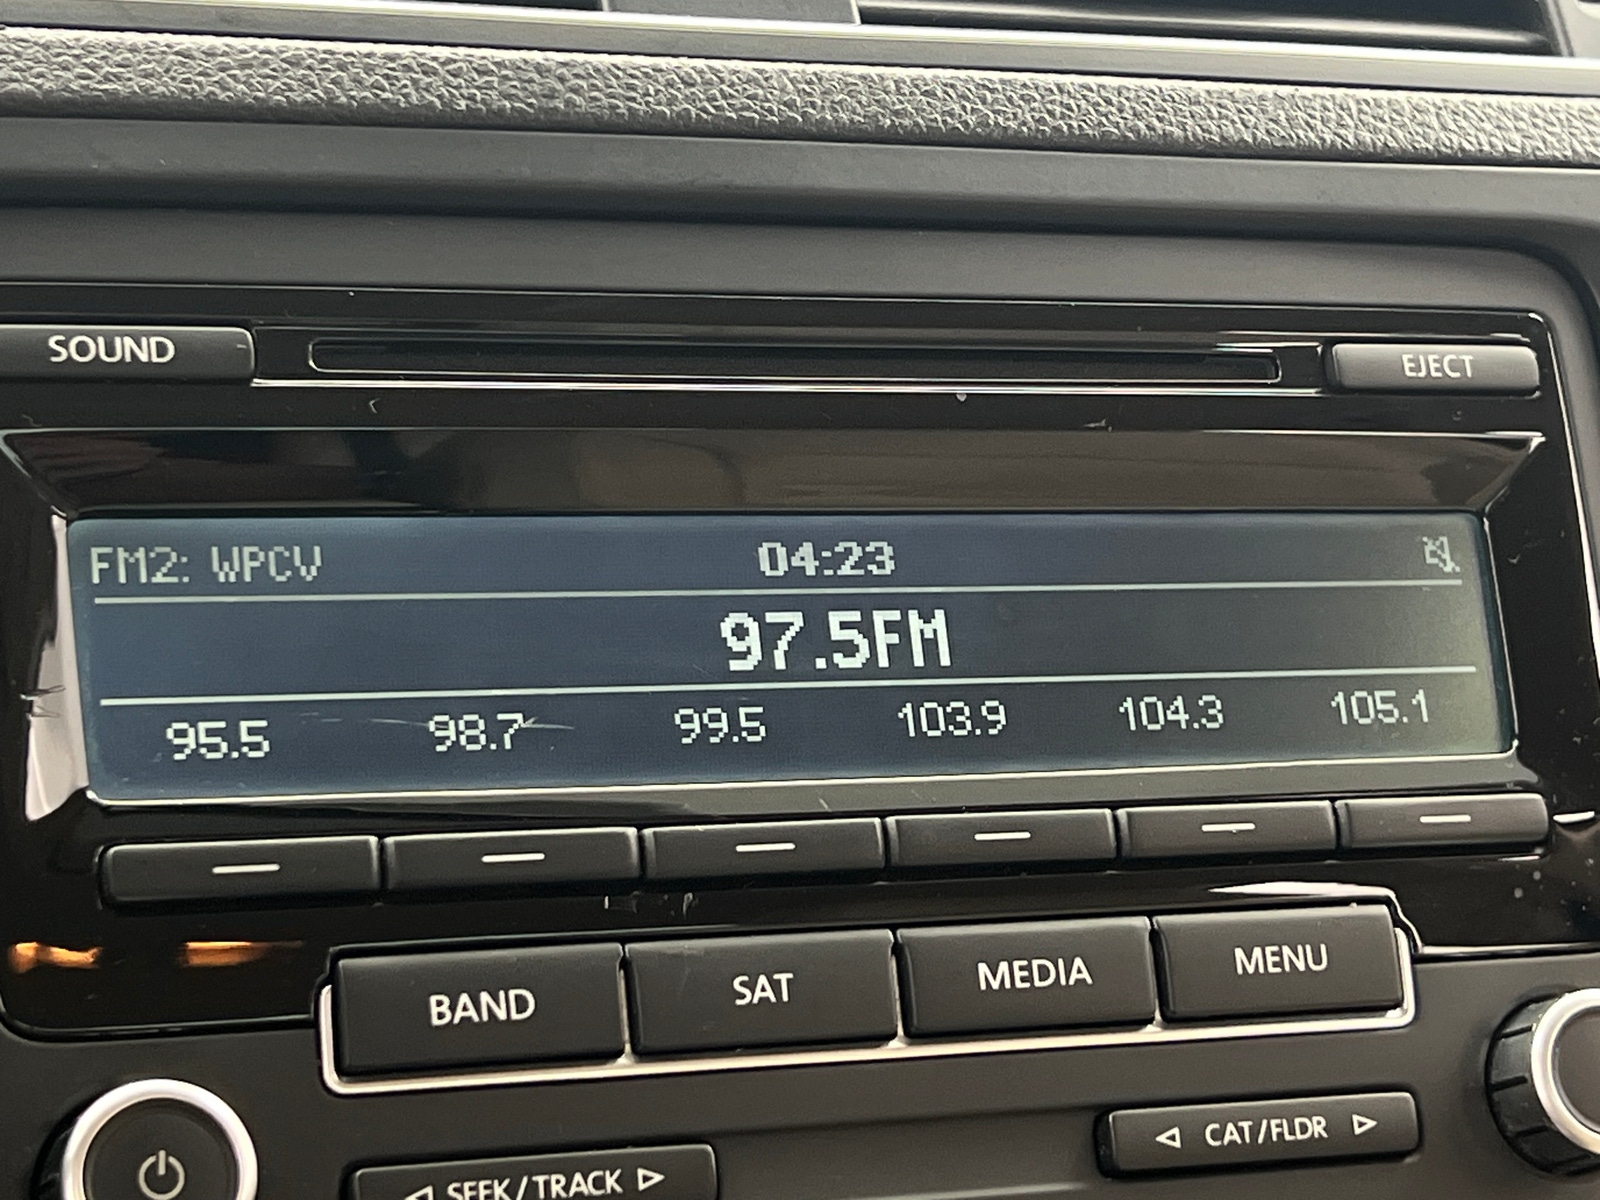 SOUND
EJECT
FM2: WPCV 04:23
97.5FM
95.5 98.7 99.5 103.9 104.3 105.1
BAND SAT MEDIA MENU
CAT/FLDR
SEEK/TRACK